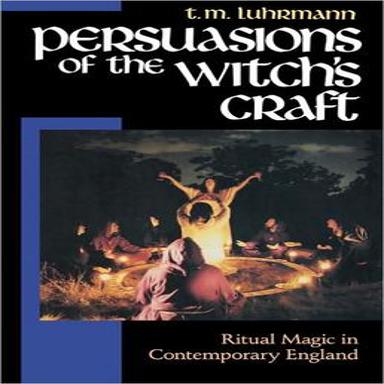 t.m. Luhrmann
PERSUASIONS
OF the WITCH'S
CRAFT
Ritual Magic in
Contemporary England